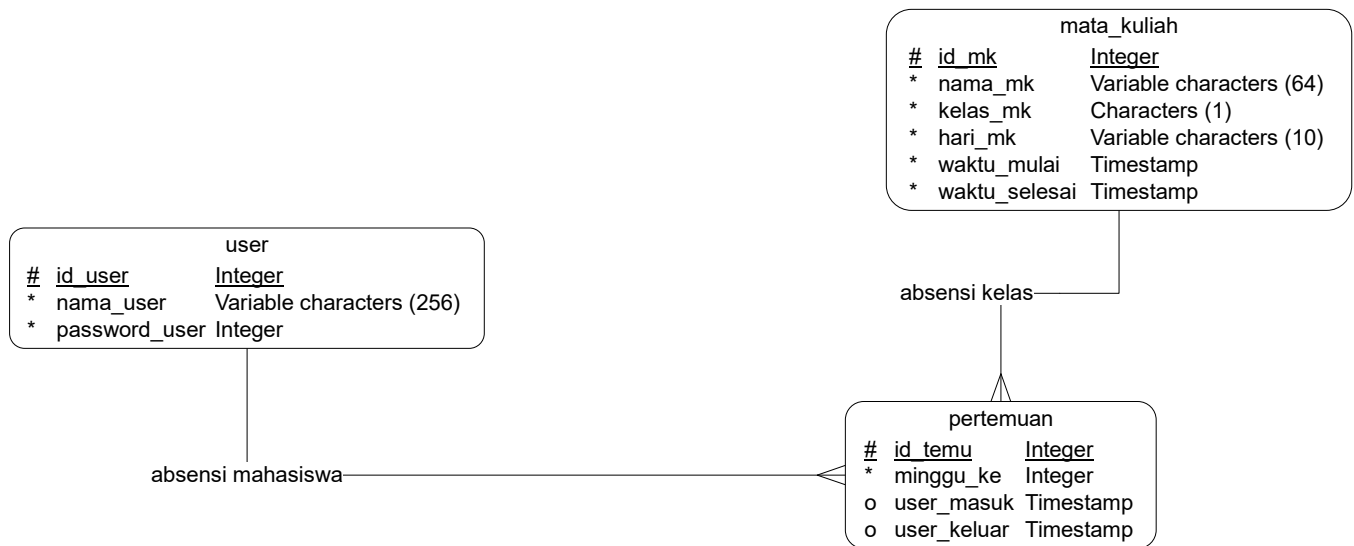 mata_kuliah
# id_mk Integer
* nama_mk Variable characters (64)
* kelas_mk Characters (1)
* hari_mk Variable characters (10)
* waktu_mulai Timestamp
* waktu_selesai Timestamp
user
# id_user Integer
* nama_user Variable characters (256)
* password_user Integer
absensi kelas
absensi mahasiswa
pertemuan
# id_temu Integer
* minggu_ke Integer
o user_masuk Timestamp
o user_keluar Timestamp